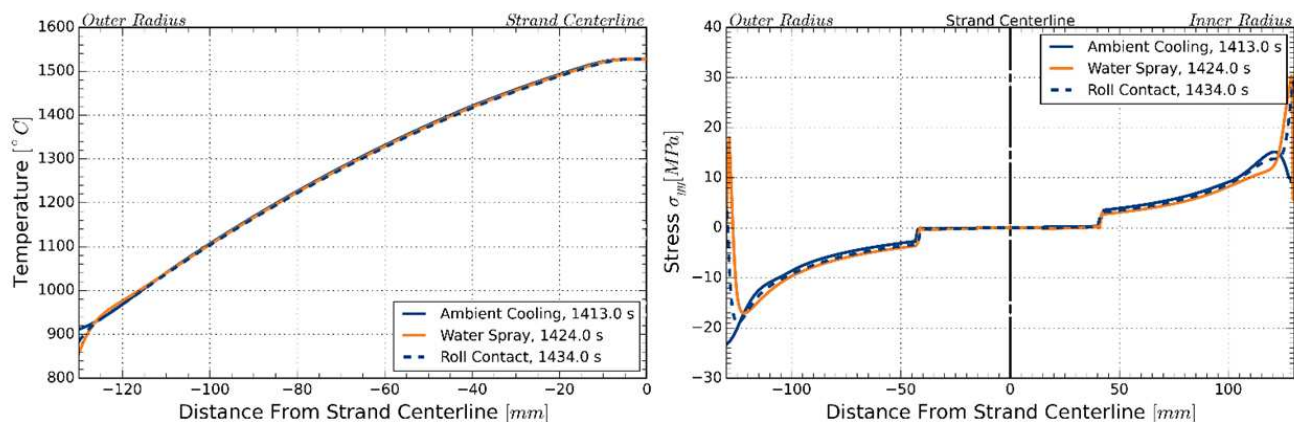 Outer Radius Strand Centerline
1600
1500
1400
1300
1200
1100
1000
900
800
Temperature [° C]
Ambient Cooling, 1413.0 s
Water Spray, 1424.0 s
Roll Contact, 1434.0 s
−120 −100 −80 −60 −40 −20 0
Distance From Strand Centerline [mm]
Outer Radius Strand Centerline Inner Radius
40
30
20
10
0
−10
−20
−30
Stress σyy[MPa]
Ambient Cooling, 1413.0 s
Water Spray, 1424.0 s
Roll Contact, 1434.0 s
−100 −50 0 50 100
Distance From Strand Centerline [mm]